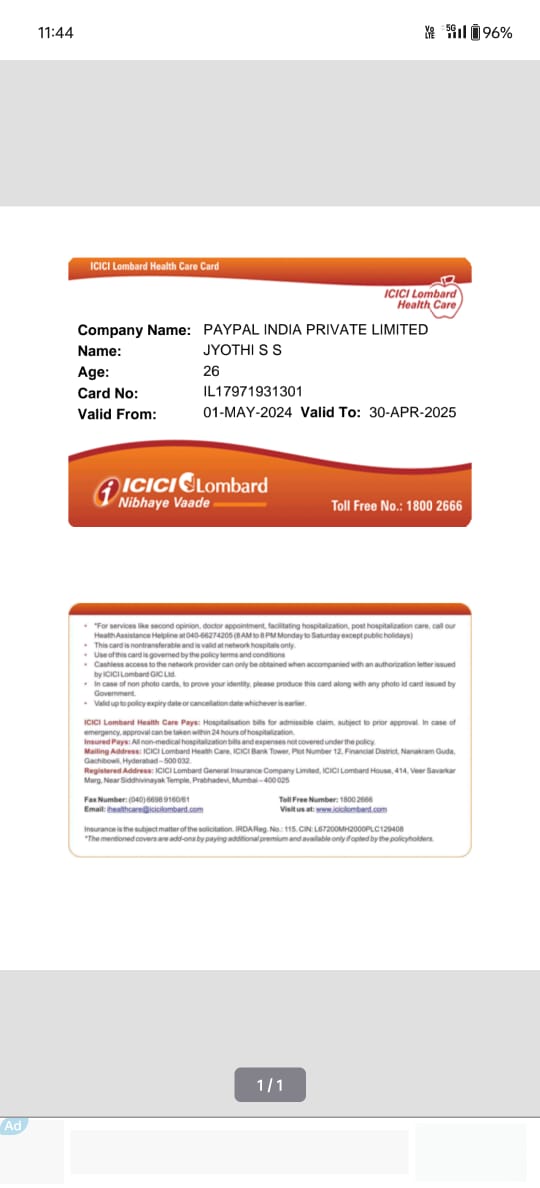 11:44
Vo LTE 5G 96%
ICICI Lombard Health Care Card
ICICI Lombard
Health Care
Company Name: PAYPAL INDIA PRIVATE LIMITED
Name: JYOTHI S S
Age: 26
Card No: IL17971931301
Valid From: 01-MAY-2024 Valid To: 30-APR-2025
ICICI Lombard
Nibhaye Vaade
Toll Free No.: 1800 2666
• *For services like second opinion, doctor appointment, facilitating hospitalization, post hospitalization care, call our
Health Assistance Helpline at 040-66274205 (8 AM to 8 PM Monday to Saturday except public holidays)
• This card is nontransferable and is valid at network hospitals only.
• Use of this card is governed by the policy terms and conditions
• Cashless access to the network provider can only be obtained when accompanied with an authorization letter issued
by ICICI Lombard GIC Ltd.
• In case of non photo cards, to prove your identity, please produce this card along with any photo id card issued by
Government.
• Valid up to policy expiry date or cancellation date whichever is earlier.
ICICI Lombard Health Care Pays: Hospitalisation bills for admissible claim, subject to prior approval. In case of
emergency, approval can be taken within 24 hours of hospitalization.
Insured Pays: All non-medical hospitalization bills and expenses not covered under the policy.
Mailing Address: ICICI Lombard Health Care, ICICI Bank Tower, Plot Number 12, Financial District, Nanakram Guda,
Gachibowli, Hyderabad – 500 032.
Registered Address: ICICI Lombard General Insurance Company Limited, ICICI Lombard House, 414, Veer Savarkar
Marg, Near Siddhivinayak Temple, Prabhadevi, Mumbai – 400 025
Fax Number: (040) 6698 9160/61 Toll Free Number: 1800 2666
Email: ihealthcare@icicilombard.com Visit us at: www.icicilombard.com
Insurance is the subject matter of the solicitation. IRDA Reg. No.: 115. CIN: L67200MH2000PLC129408
*The mentioned covers are add-ons by paying additional premium and available only if opted by the policyholders.
1/1
Ad